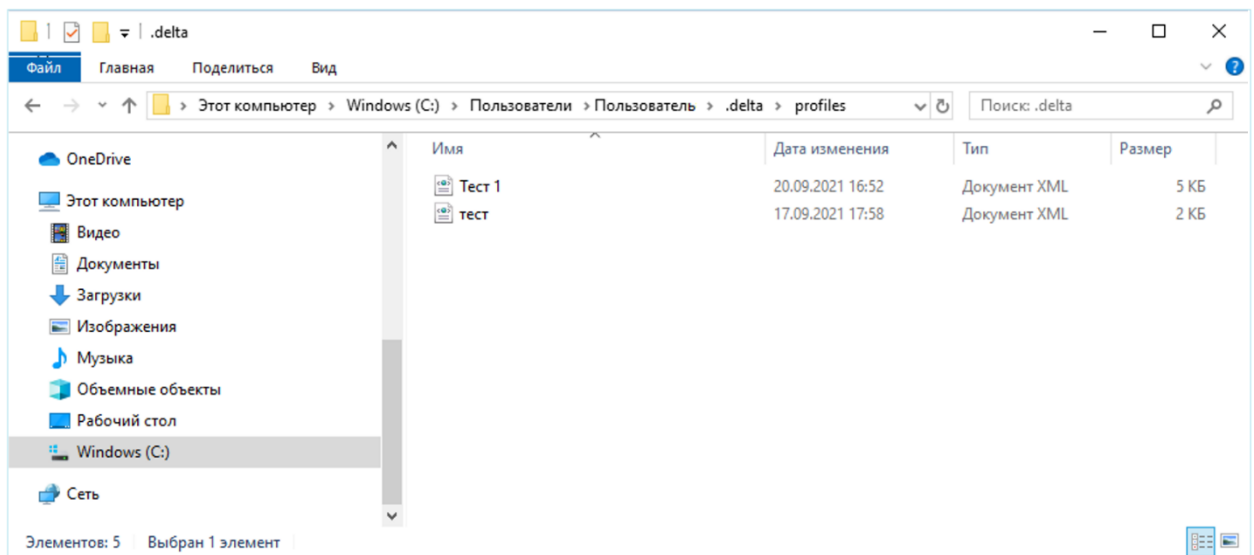 .delta
Файл Главная Поделиться Вид
Этот компьютер > Windows (C:) > Пользователи > Пользователь > .delta > profiles Поиск: .delta
Имя Дата изменения Тип Размер
OneDrive
Тест 1 20.09.2021 16:52 Документ XML 5 КБ
Этот компьютер
тест 17.09.2021 17:58 Документ XML 2 КБ
Видео
Документы
Загрузки
Изображения
Музыка
Объемные объекты
Рабочий стол
Windows (C:)
Сеть
Элементов: 5 Выбран 1 элемент